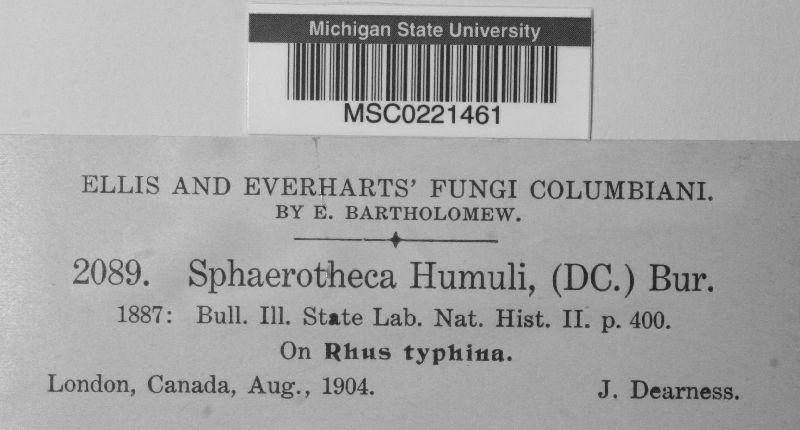 Michigan State University
MSC0221461
ELLIS AND EVERHARTS' FUNGI COLUMBIANI.
BY E. BARTHOLOMEW.
2089. Sphaerotheca Humuli, (DC.) Bur.
1887: Bull. Ill. State Lab. Nat. Hist. II. p. 400.
On Rhus typhina.
London, Canada, Aug., 1904. J. Dearness.